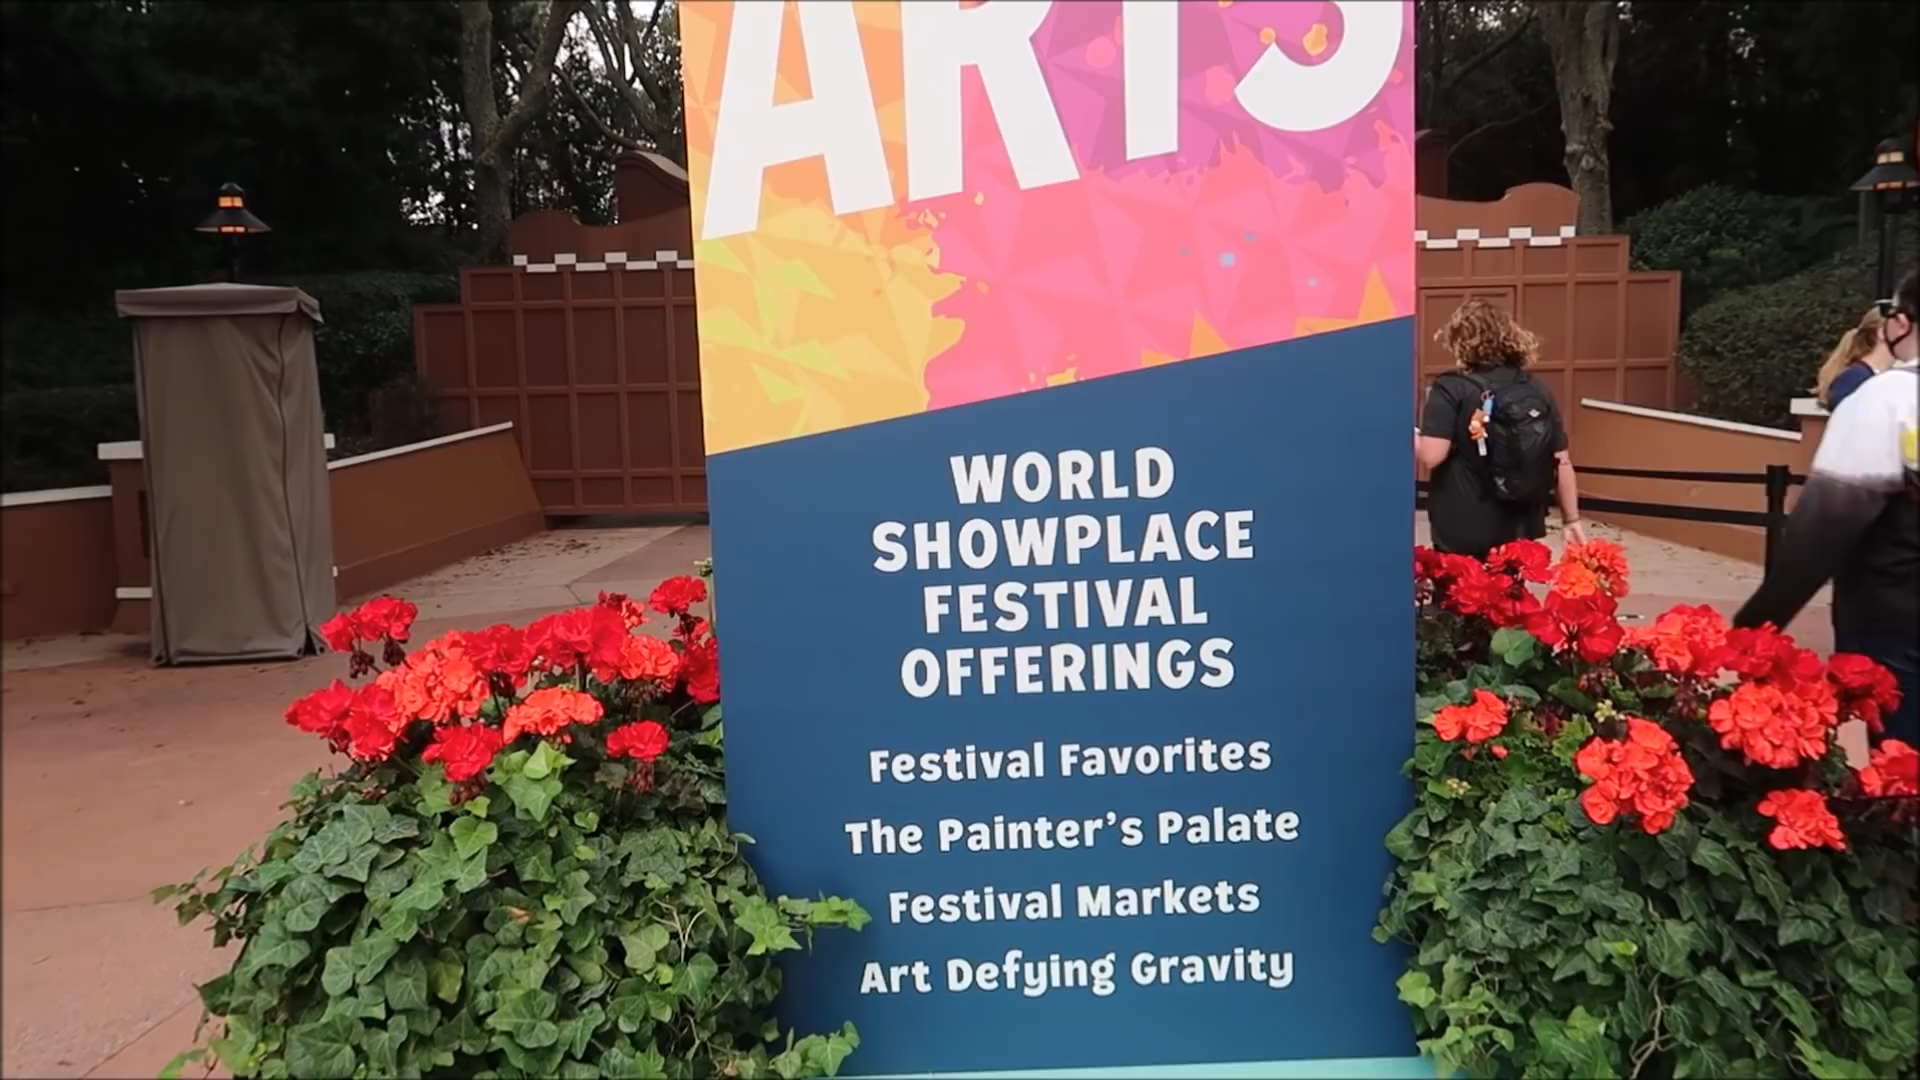 ARTS
WORLD
SHOWPLACE
FESTIVAL
OFFERINGS
Festival Favorites
The Painter's Palate
Festival Markets
Art Defying Gravity